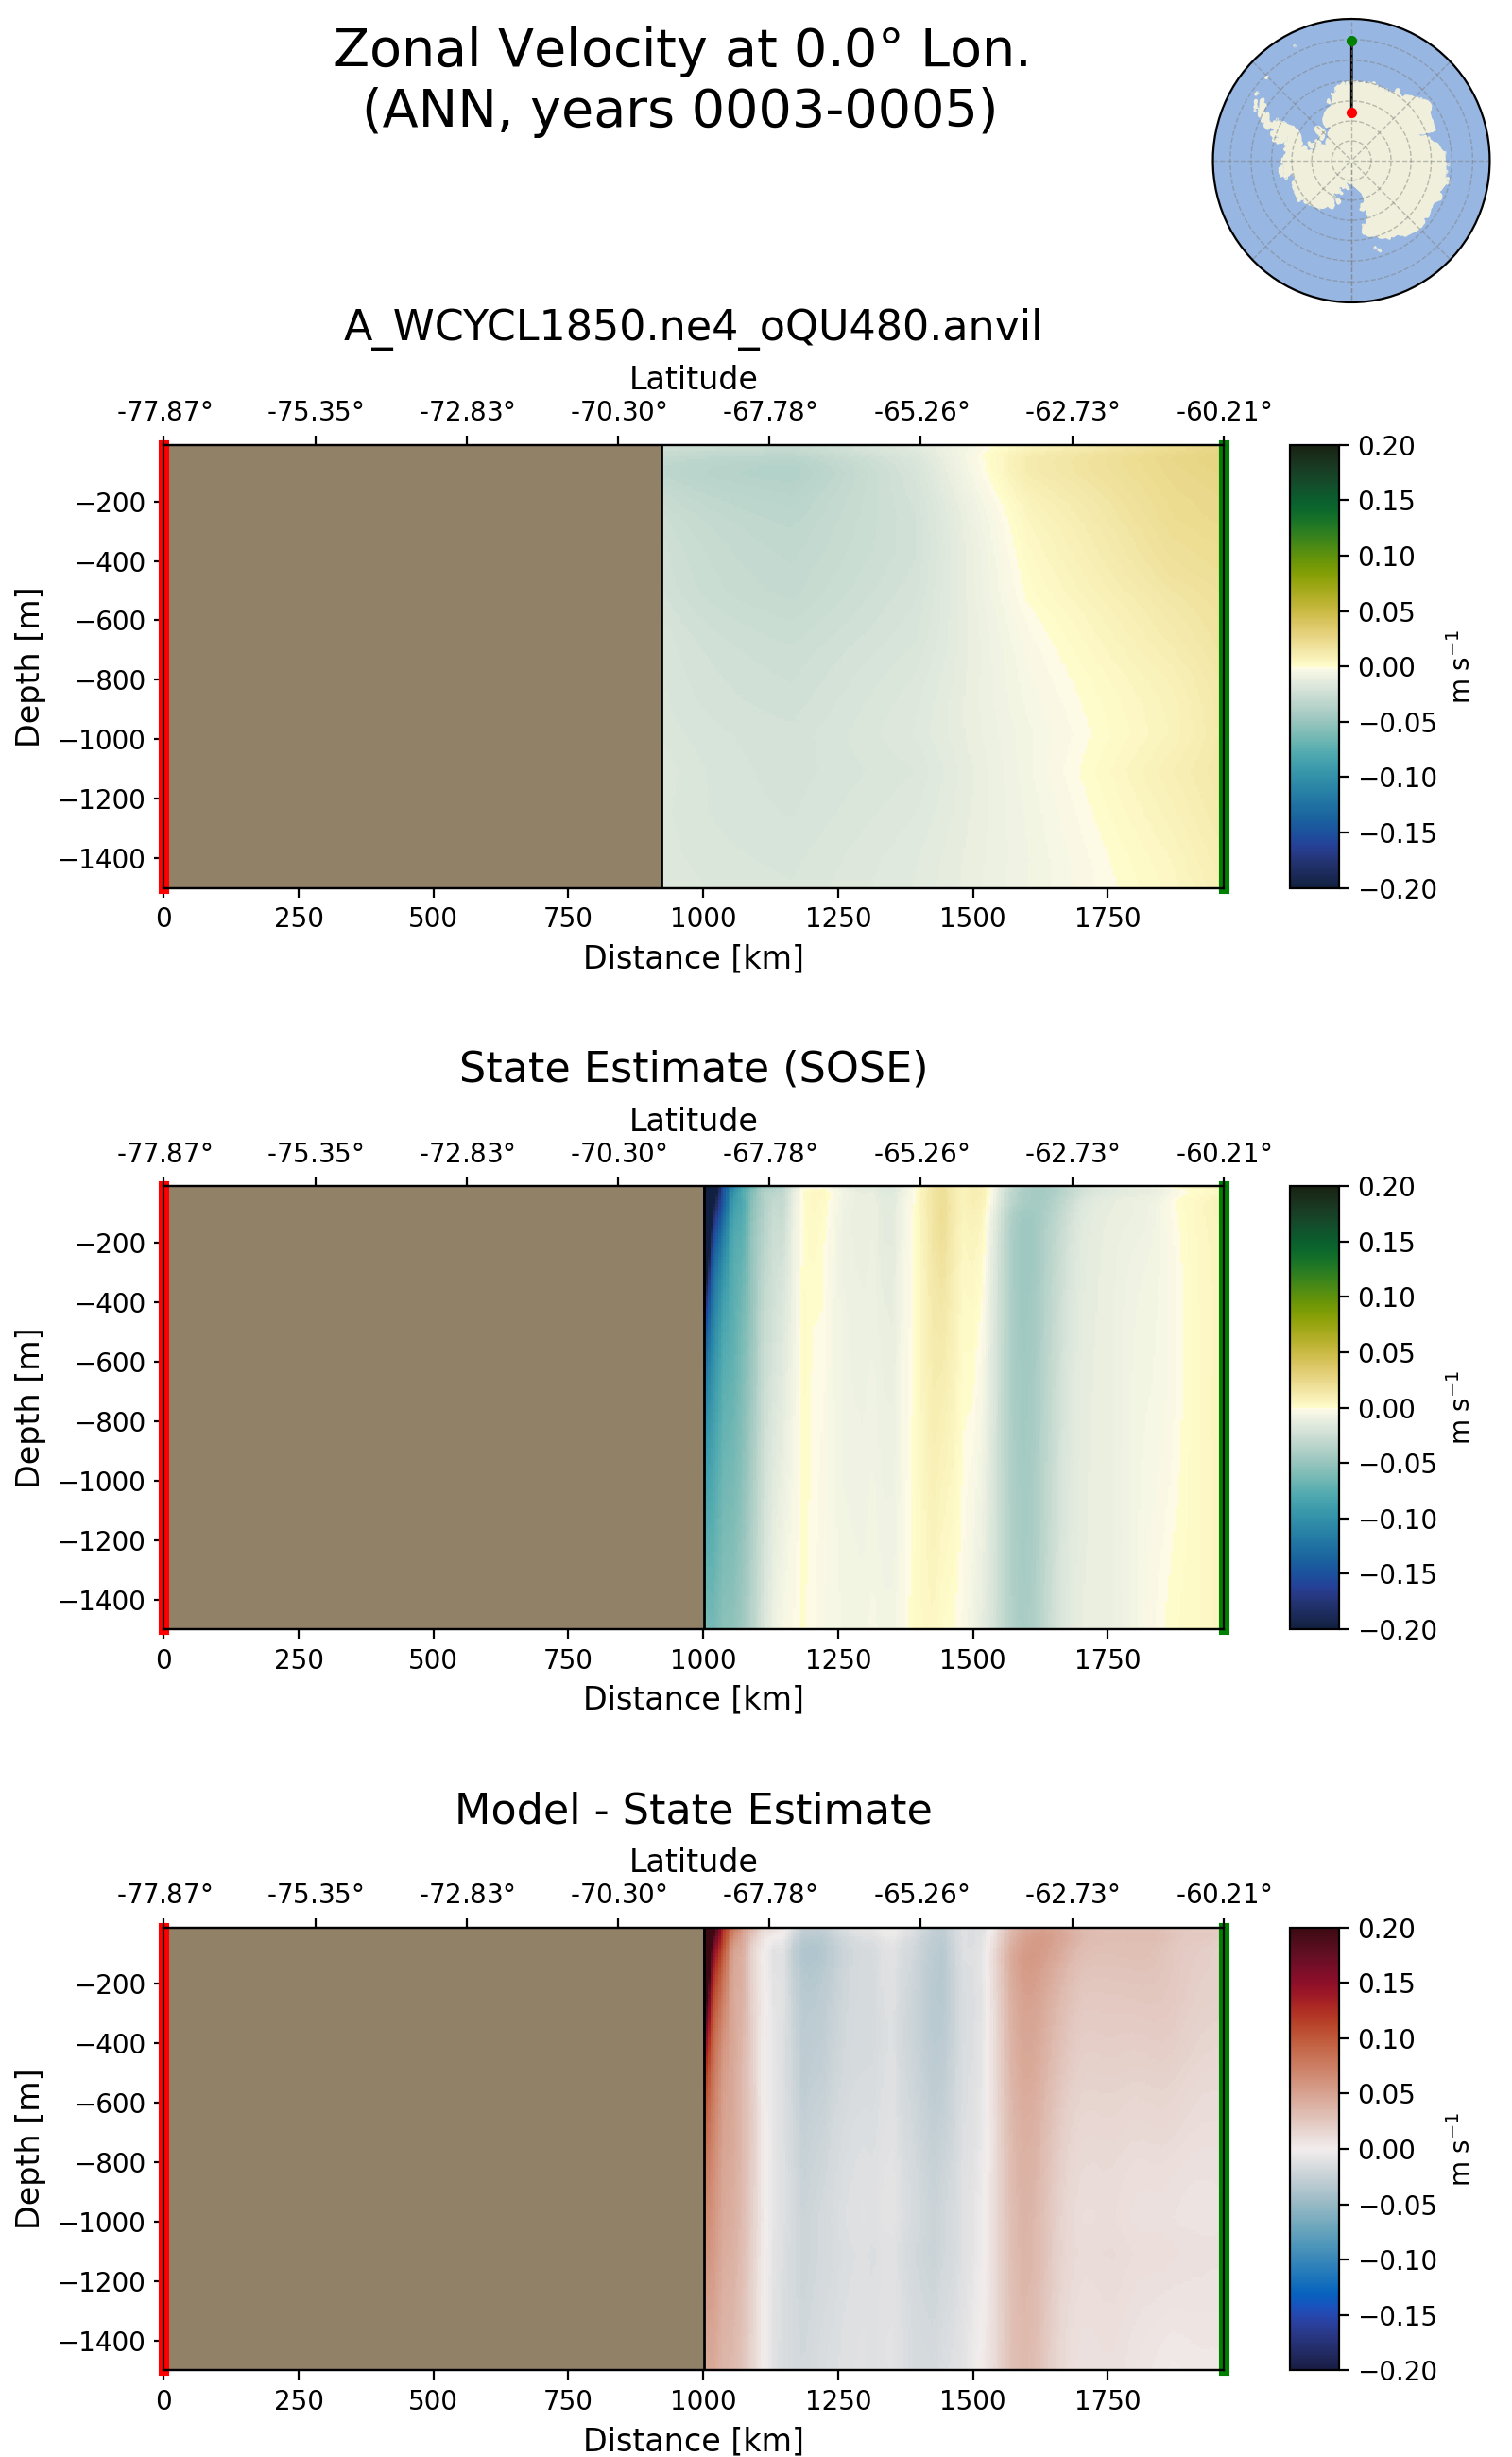 Zonal Velocity at 0.0° Lon.
(ANN, years 0003-0005)
A_WCYCL1850.ne4_oQU480.anvil
Latitude
-77.87° -75.35° -72.83° -70.30° -67.78° -65.26° -62.73° -60.21°
Depth [m]
−200
−400
−600
−800
−1000
−1200
−1400
0 250 500 750 1000 1250 1500 1750
Distance [km]
0.20
0.15
0.10
0.05
0.00
−0.05
−0.10
−0.15
−0.20
m s⁻¹
State Estimate (SOSE)
Latitude
-77.87° -75.35° -72.83° -70.30° -67.78° -65.26° -62.73° -60.21°
Depth [m]
−200
−400
−600
−800
−1000
−1200
−1400
0 250 500 750 1000 1250 1500 1750
Distance [km]
0.20
0.15
0.10
0.05
0.00
−0.05
−0.10
−0.15
−0.20
m s⁻¹
Model - State Estimate
Latitude
-77.87° -75.35° -72.83° -70.30° -67.78° -65.26° -62.73° -60.21°
Depth [m]
−200
−400
−600
−800
−1000
−1200
−1400
0 250 500 750 1000 1250 1500 1750
Distance [km]
0.20
0.15
0.10
0.05
0.00
−0.05
−0.10
−0.15
−0.20
m s⁻¹